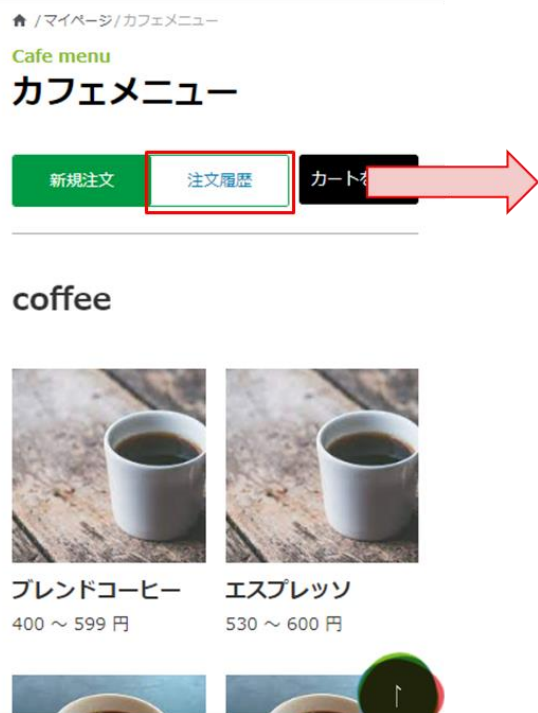 / マイページ / カフェメニュー
Cafe menu
カフェメニュー
新規注文 注文履歴 カートを
coffee
ブレンドコーヒー エスプレッソ
400 ～ 599 円 530 ～ 600 円